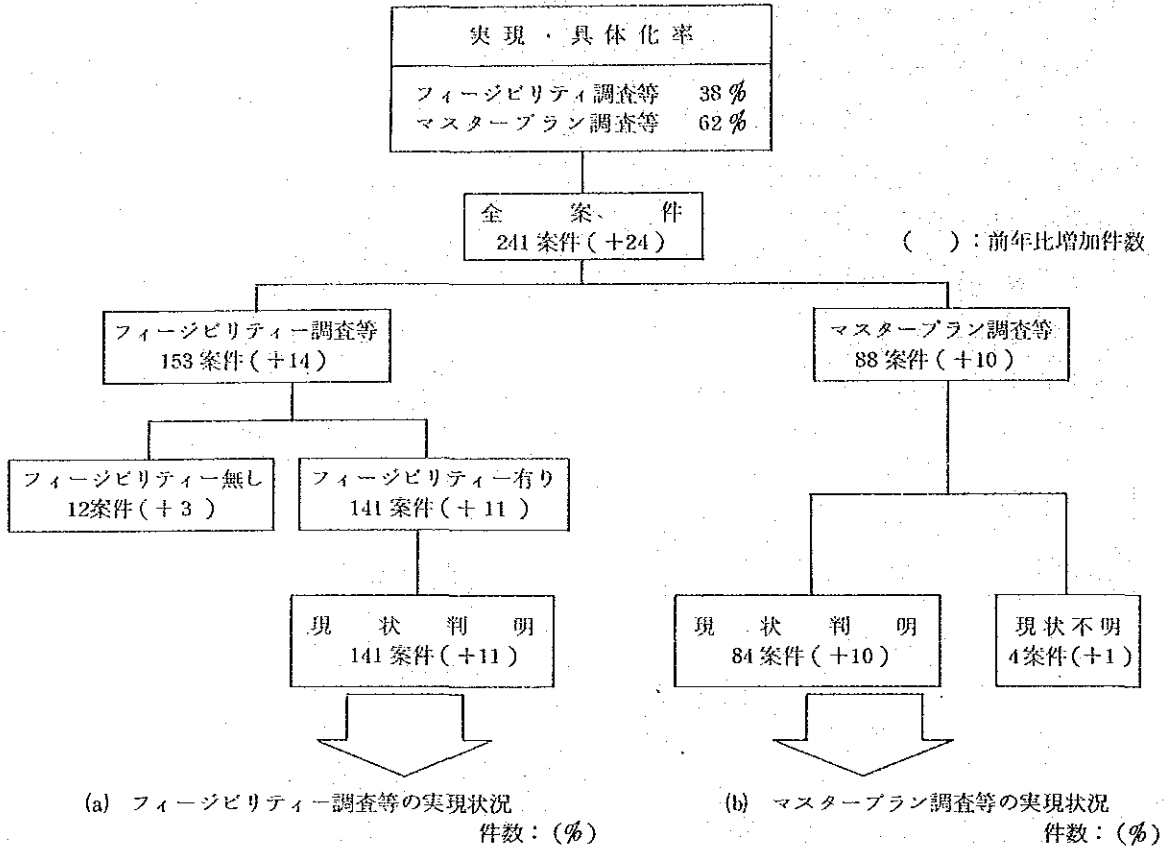 実現・具体化率
フィージビリティ調査等 38%
マスタープラン調査等 62%
全案、件
241案件(+24)
( ):前年比増加件数
フィージビリティー調査等
153案件(+14)
マスタープラン調査等
88案件(+10)
フィージビリティー無し
12案件(+3)
フィージビリティー有り
141案件(+11)
現状判明
141案件(+11)
現状判明
84案件(+10)
現状不明
4案件(+1)
(a) フィージビリティー調査等の実現状況
件数:(%)
(b) マスタープラン調査等の実現状況
件数:(%)